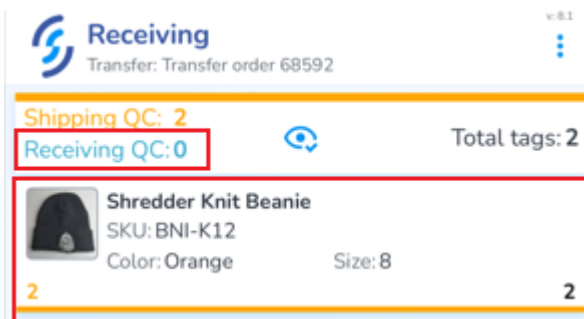 v: 8.1
Receiving
Transfer: Transfer order 68592
Shipping QC: 2
Receiving QC: 0
Total tags: 2
Shredder Knit Beanie
SKU: BNI-K12
Color: Orange Size: 8
2 2